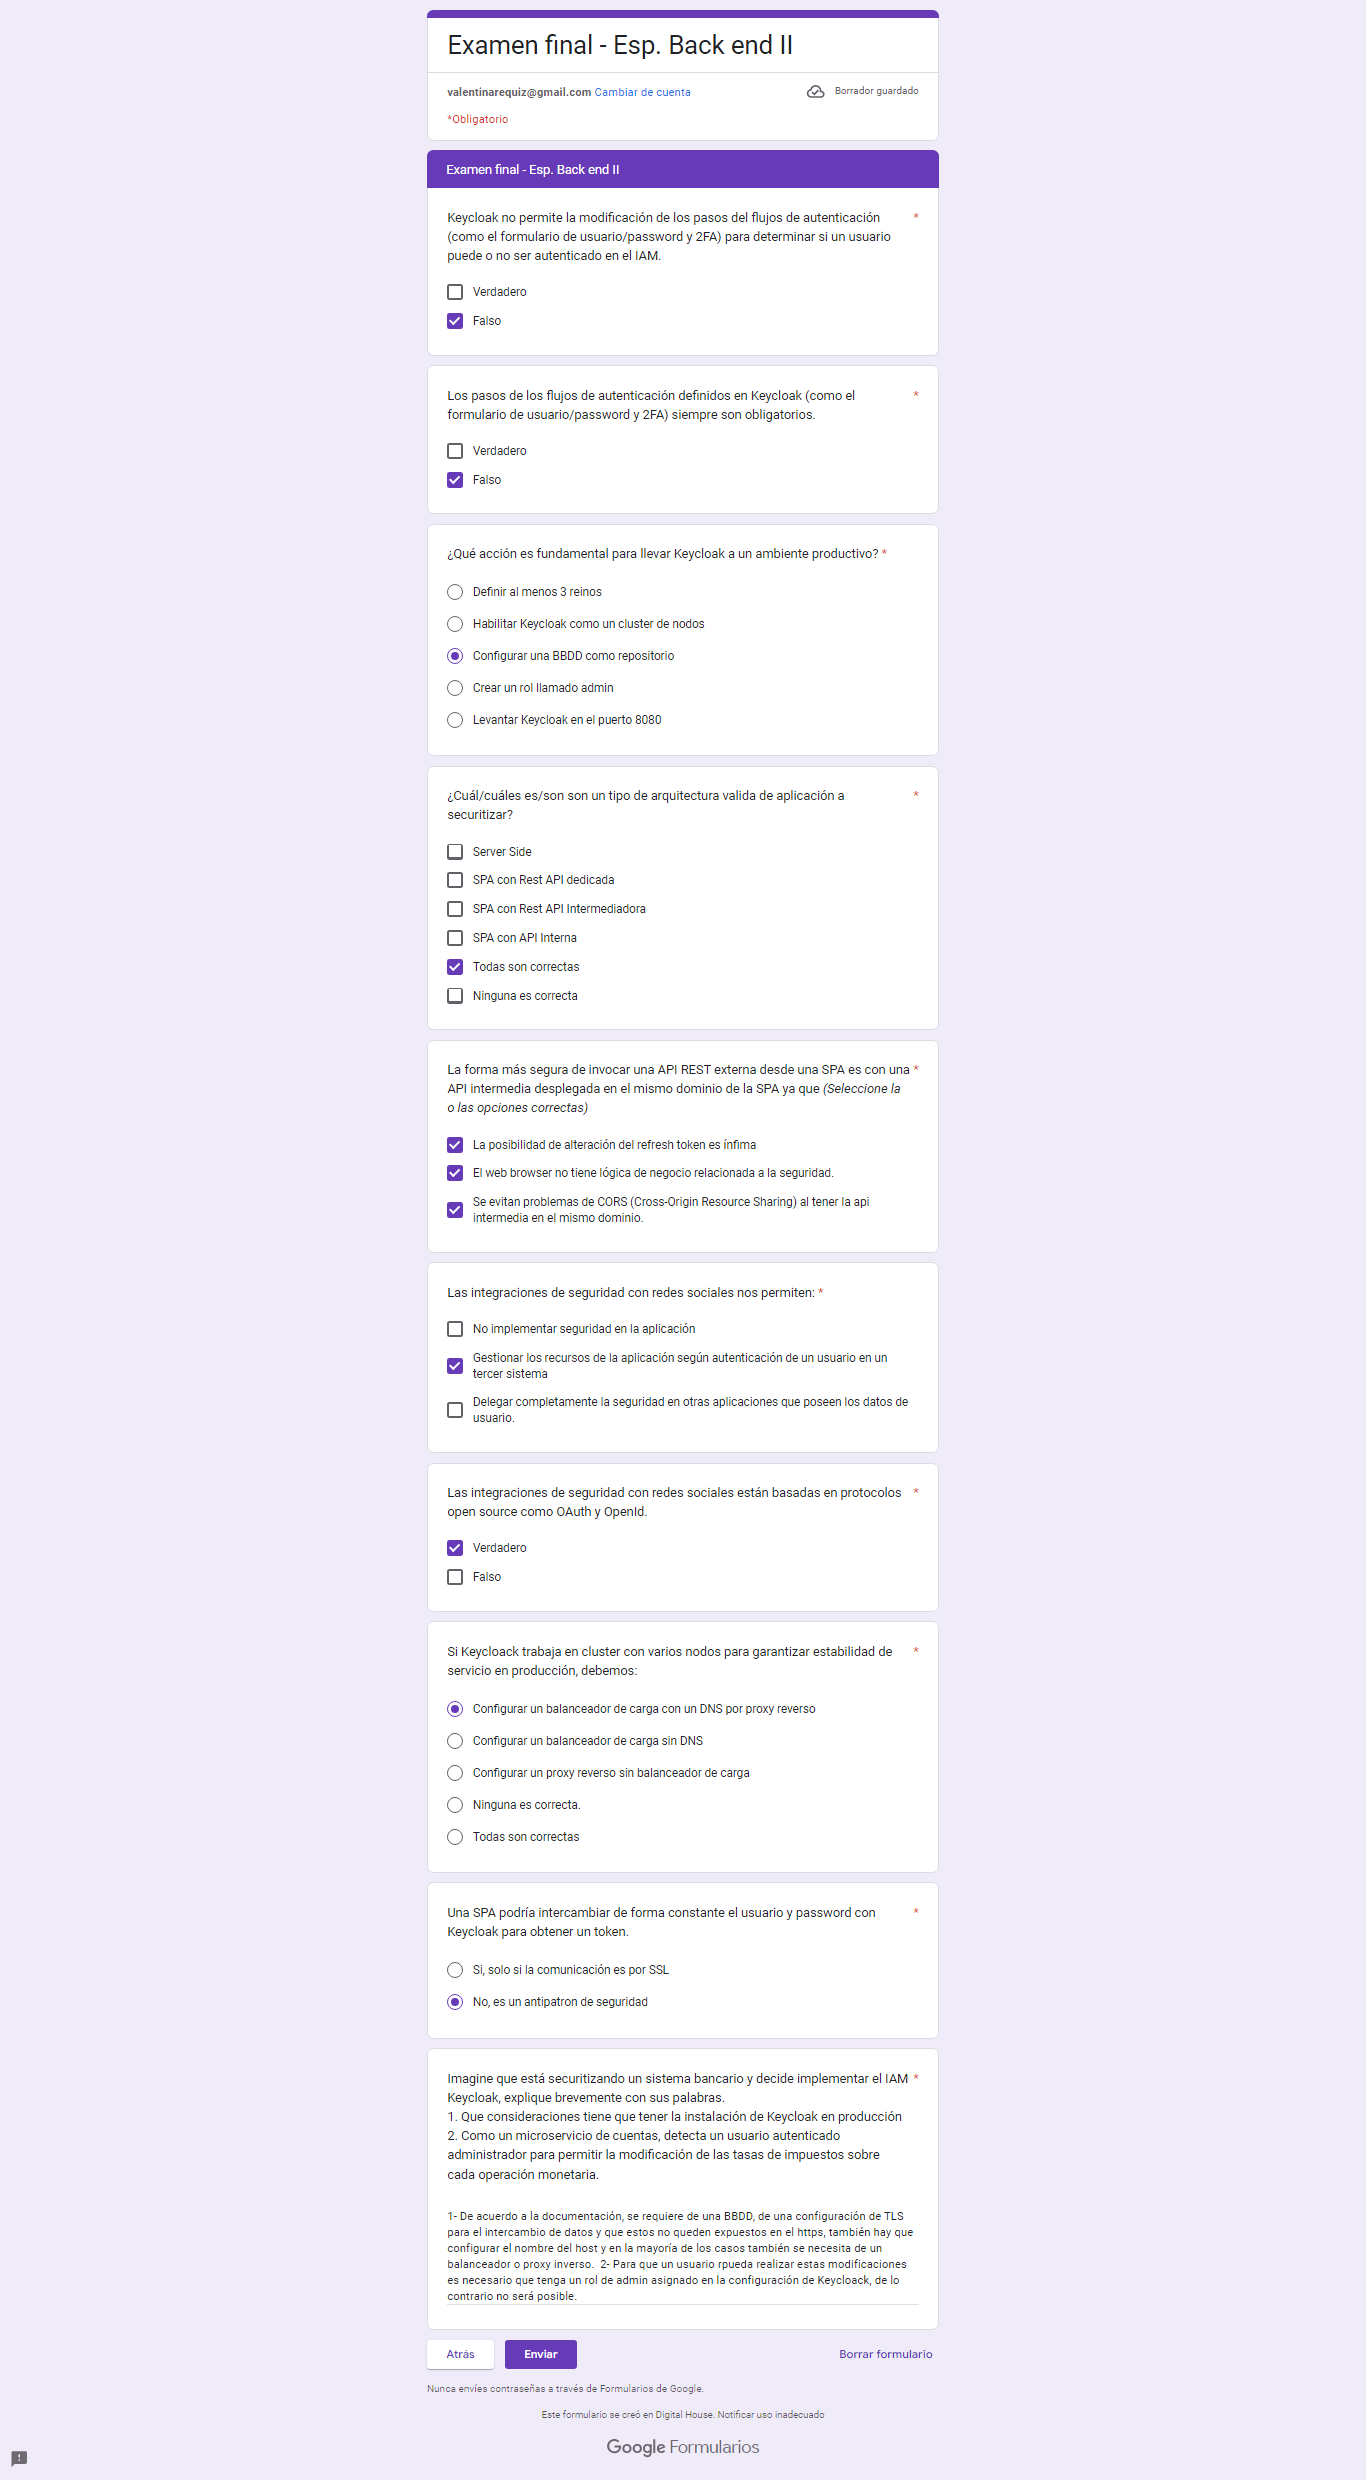 Examen final - Esp. Back end II
valentinarequiz@gmail.com Cambiar de cuenta
Borrador guardado
*Obligatorio
Examen final - Esp. Back end II
Keycloak no permite la modificación de los pasos del flujos de autenticación *
(como el formulario de usuario/password y 2FA) para determinar si un usuario
puede o no ser autenticado en el IAM.
Verdadero
Falso
Los pasos de los flujos de autenticación definidos en Keycloak (como el *
formulario de usuario/password y 2FA) siempre son obligatorios.
Verdadero
Falso
¿Qué acción es fundamental para llevar Keycloak a un ambiente productivo? *
Definir al menos 3 reinos
Habilitar Keycloak como un cluster de nodos
Configurar una BBDD como repositorio
Crear un rol llamado admin
Levantar Keycloak en el puerto 8080
¿Cuál/cuáles es/son son un tipo de arquitectura valida de aplicación a *
securitizar?
Server Side
SPA con Rest API dedicada
SPA con Rest API Intermediadora
SPA con API Interna
Todas son correctas
Ninguna es correcta
La forma más segura de invocar una API REST externa desde una SPA es con una *
API intermedia desplegada en el mismo dominio de la SPA ya que (Seleccione la
o las opciones correctas)
La posibilidad de alteración del refresh token es ínfima
El web browser no tiene lógica de negocio relacionada a la seguridad.
Se evitan problemas de CORS (Cross-Origin Resource Sharing) al tener la api
intermedia en el mismo dominio.
Las integraciones de seguridad con redes sociales nos permiten: *
No implementar seguridad en la aplicación
Gestionar los recursos de la aplicación según autenticación de un usuario en un
tercer sistema
Delegar completamente la seguridad en otras aplicaciones que poseen los datos de
usuario.
Las integraciones de seguridad con redes sociales están basadas en protocolos *
open source como OAuth y OpenId.
Verdadero
Falso
Si Keycloack trabaja en cluster con varios nodos para garantizar estabilidad de *
servicio en producción, debemos:
Configurar un balanceador de carga con un DNS por proxy reverso
Configurar un balanceador de carga sin DNS
Configurar un proxy reverso sin balanceador de carga
Ninguna es correcta.
Todas son correctas
Una SPA podría intercambiar de forma constante el usuario y password con *
Keycloak para obtener un token.
Si, solo si la comunicación es por SSL
No, es un antipatron de seguridad
Imagine que está securitizando un sistema bancario y decide implementar el IAM *
Keycloak, explique brevemente con sus palabras.
1. Que consideraciones tiene que tener la instalación de Keycloak en producción
2. Como un microservicio de cuentas, detecta un usuario autenticado
administrador para permitir la modificación de las tasas de impuestos sobre
cada operación monetaria.
1- De acuerdo a la documentación, se requiere de una BBDD, de una configuración de TLS
para el intercambio de datos y que estos no queden expuestos en el https, también hay que
configurar el nombre del host y en la mayoría de los casos también se necesita de un
balanceador o proxy inverso.  2- Para que un usuario rpueda realizar estas modificaciones
es necesario que tenga un rol de admin asignado en la configuración de Keycloack, de lo
contrario no será posible.
Atrás
Enviar
Borrar formulario
Nunca envíes contraseñas a través de Formularios de Google.
Este formulario se creó en Digital House. Notificar uso inadecuado
Google Formularios